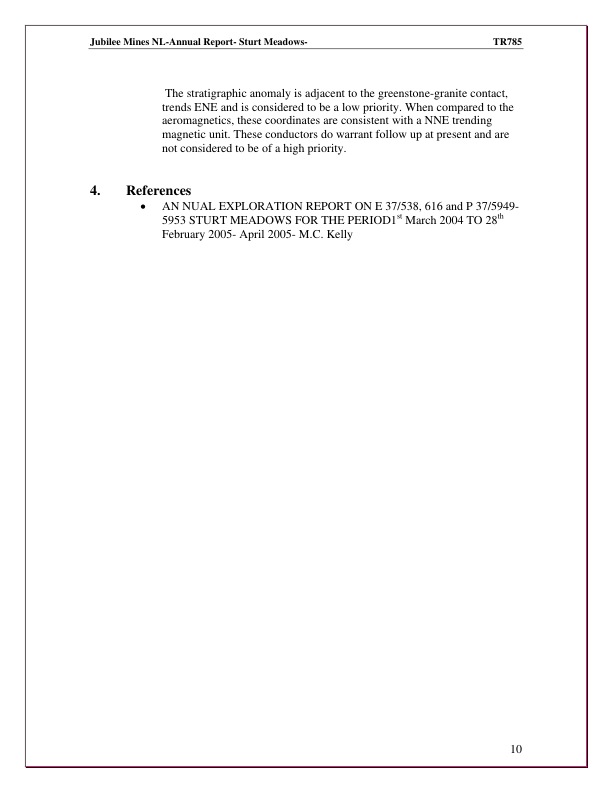 Jubilee Mines NL-Annual Report- Sturt Meadows- TR785
The stratigraphic anomaly is adjacent to the greenstone-granite contact,
trends ENE and is considered to be a low priority. When compared to the
aeromagnetics, these coordinates are consistent with a NNE trending
magnetic unit. These conductors do warrant follow up at present and are
not considered to be of a high priority.
4. References
• AN NUAL EXPLORATION REPORT ON E 37/538, 616 and P 37/5949-
5953 STURT MEADOWS FOR THE PERIOD1st March 2004 TO 28th
February 2005- April 2005- M.C. Kelly
10